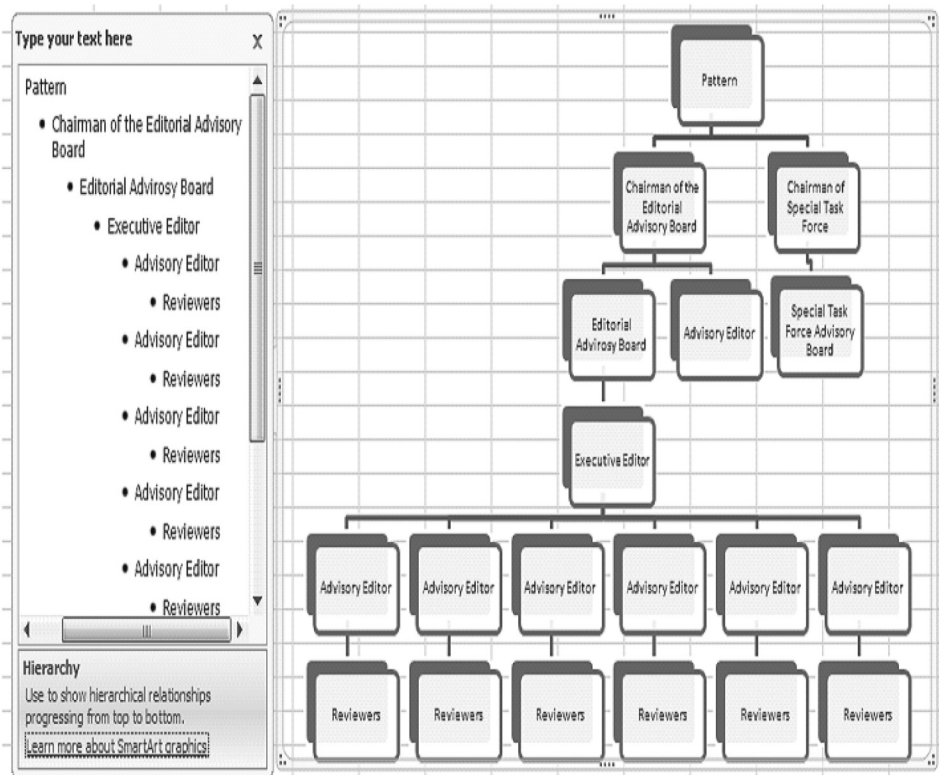 Type your text here
X
Pattern
• Chairman of the Editorial Advisory
Board
• Editorial Advirosy Board
• Executive Editor
• Advisory Editor
• Reviewers
• Advisory Editor
• Reviewers
• Advisory Editor
• Reviewers
• Advisory Editor
• Reviewers
• Advisory Editor
• Reviewers
Hierarchy
Use to show hierarchical relationships
progressing from top to bottom.
Learn more about SmartArt graphics
Pattern
Chairman of the
Editorial
Advisory Board
Chairman of
Special Task
Force
Editorial
Advirosy Board
Advisory Editor
Special Task
Force Advisory
Board
Executive Editor
Advisory Editor
Advisory Editor
Advisory Editor
Advisory Editor
Advisory Editor
Advisory Editor
Reviewers
Reviewers
Reviewers
Reviewers
Reviewers
Reviewers